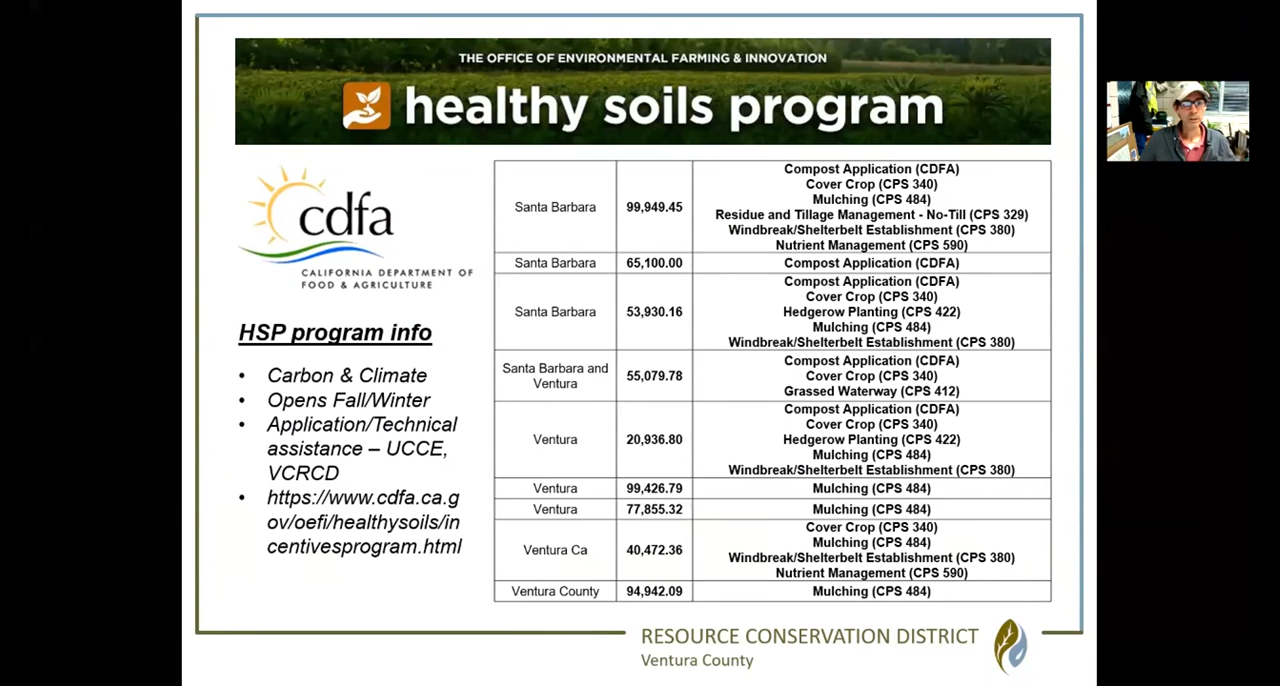 THE OFFICE OF ENVIRONMENTAL FARMING & INNOVATION
healthy soils program
cdfa
CALIFORNIA DEPARTMENT OF
FOOD & AGRICULTURE
HSP program info
• Carbon & Climate
• Opens Fall/Winter
• Application/Technical
assistance – UCCE,
VCRCD
• https://www.cdfa.ca.g
ov/oefi/healthysoils/in
centivesprogram.html
Santa Barbara
99,949.45
Compost Application (CDFA)
Cover Crop (CPS 340)
Mulching (CPS 484)
Residue and Tillage Management - No-Till (CPS 329)
Windbreak/Shelterbelt Establishment (CPS 380)
Nutrient Management (CPS 590)
Santa Barbara
65,100.00
Compost Application (CDFA)
Santa Barbara
53,930.16
Compost Application (CDFA)
Cover Crop (CPS 340)
Hedgerow Planting (CPS 422)
Mulching (CPS 484)
Windbreak/Shelterbelt Establishment (CPS 380)
Santa Barbara and
Ventura
55,079.78
Compost Application (CDFA)
Cover Crop (CPS 340)
Grassed Waterway (CPS 412)
Ventura
20,936.80
Compost Application (CDFA)
Cover Crop (CPS 340)
Hedgerow Planting (CPS 422)
Mulching (CPS 484)
Windbreak/Shelterbelt Establishment (CPS 380)
Ventura
99,426.79
Mulching (CPS 484)
Ventura
77,855.32
Mulching (CPS 484)
Ventura Ca
40,472.36
Cover Crop (CPS 340)
Mulching (CPS 484)
Windbreak/Shelterbelt Establishment (CPS 380)
Nutrient Management (CPS 590)
Ventura County
94,942.09
Mulching (CPS 484)
RESOURCE CONSERVATION DISTRICT
Ventura County